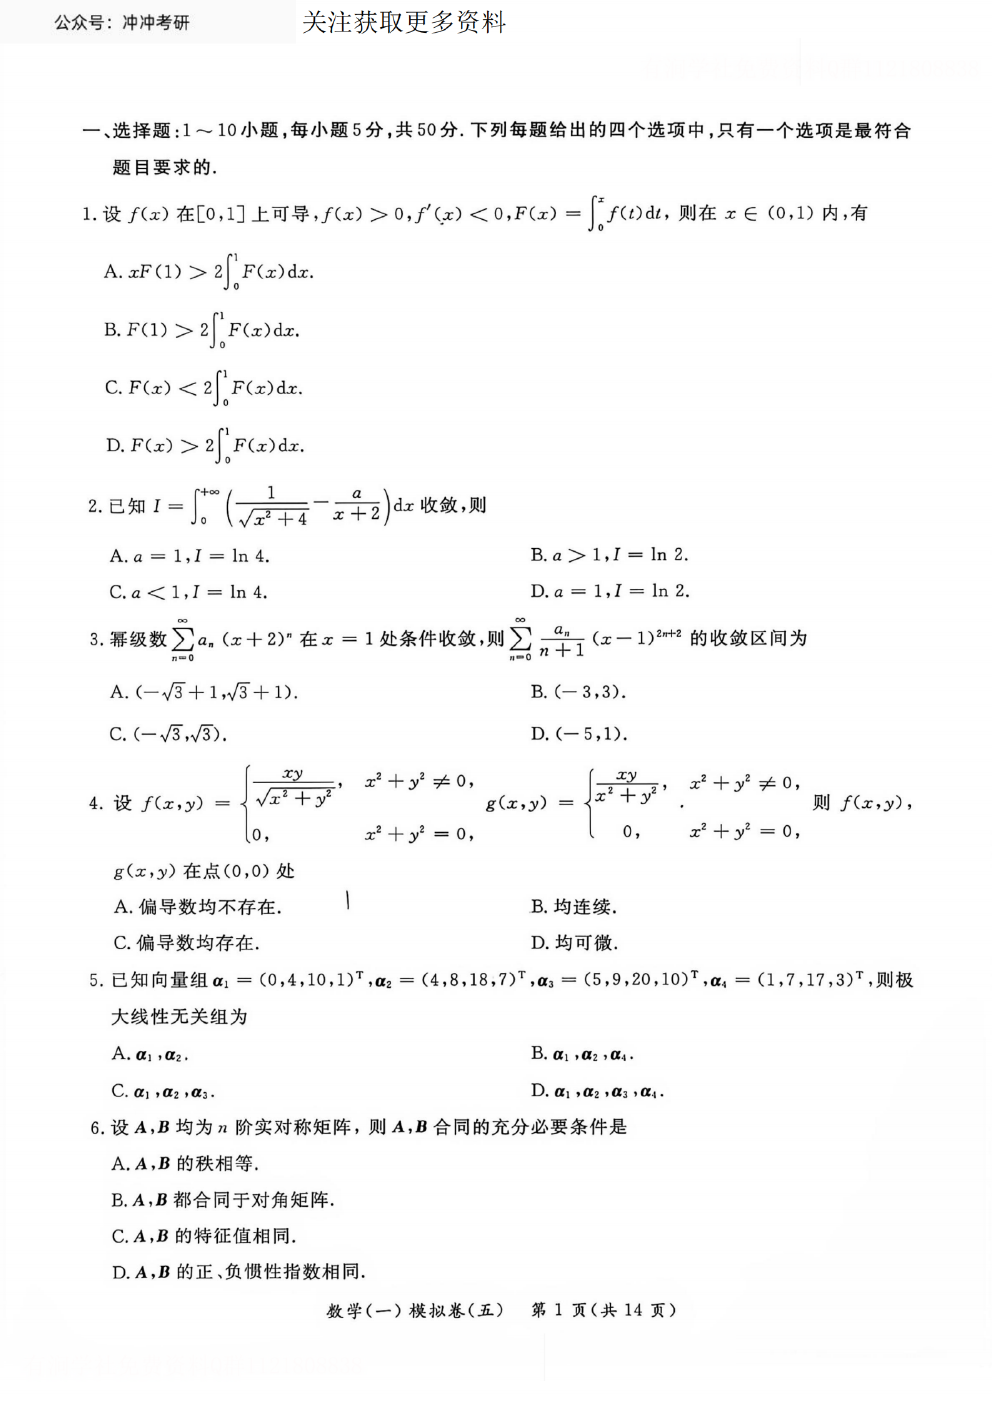 公众号：冲冲考研
关注获取更多资料
一、选择题:1～10小题,每小题5分,共50分.下列每题给出的四个选项中,只有一个选项是最符合
题目要求的.
1. 设 f(x) 在[0,1]上可导,f(x) > 0,f′(x) < 0,F(x) = ∫₀ˣ f(t)dt, 则在 x ∈ (0,1) 内,有
A. xF(1) > 2∫₀¹ F(x)dx.
B. F(1) > 2∫₀¹ F(x)dx.
C. F(x) < 2∫₀¹ F(x)dx.
D. F(x) > 2∫₀¹ F(x)dx.
2. 已知 I = ∫₀^{+∞} (1/√(x²+4) − a/(x+2))dx 收敛,则
A. a = 1,I = ln 4.
B. a > 1,I = ln 2.
C. a < 1,I = ln 4.
D. a = 1,I = ln 2.
3. 幂级数 ∑_{n=0}^{∞} aₙ (x+2)ⁿ 在 x = 1 处条件收敛,则 ∑_{n=0}^{∞} aₙ/(n+1) (x−1)^{2n+2} 的收敛区间为
A. (−√3+1,√3+1).
B. (−3,3).
C. (−√3,√3).
D. (−5,1).
4. 设 f(x,y) = { xy/√(x²+y²), x²+y² ≠ 0, 0, x²+y² = 0, g(x,y) = { xy/(x²+y²), x²+y² ≠ 0, 0, x²+y² = 0, 则 f(x,y),
g(x,y) 在点(0,0) 处
A. 偏导数均不存在.
B. 均连续.
C. 偏导数均存在.
D. 均可微.
5. 已知向量组 α₁ = (0,4,10,1)ᵀ,α₂ = (4,8,18,7)ᵀ,α₃ = (5,9,20,10)ᵀ,α₄ = (1,7,17,3)ᵀ,则极
大线性无关组为
A. α₁,α₂.
B. α₁,α₂,α₄.
C. α₁,α₂,α₃.
D. α₁,α₂,α₃,α₄.
6. 设 A,B 均为 n 阶实对称矩阵, 则 A,B 合同的充分必要条件是
A. A,B 的秩相等.
B. A,B 都合同于对角矩阵.
C. A,B 的特征值相同.
D. A,B 的正、负惯性指数相同.
数学(一)模拟卷(五) 第 1 页(共 14 页)